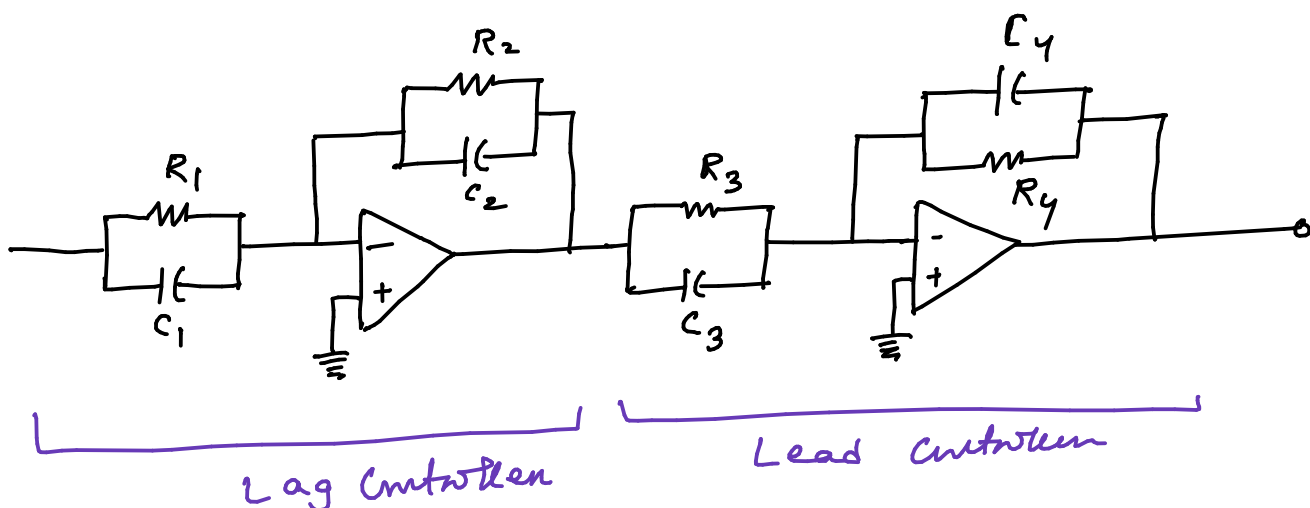 R2
C4
R1
C2
R3
R4
-
+
-
+
C1
C3
Lag Controller
Lead Controller